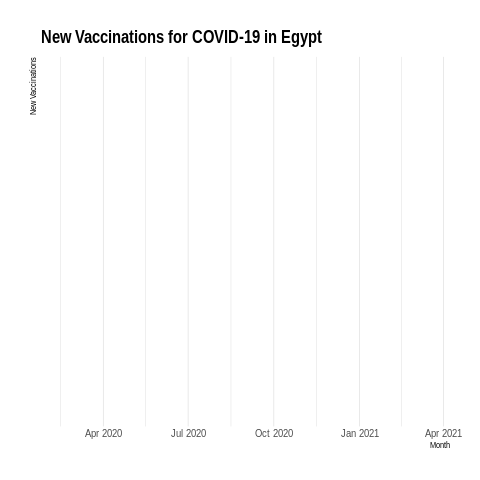 New Vaccinations for COVID-19 in Egypt
New Vaccinations
Apr 2020
Jul 2020
Oct 2020
Jan 2021
Apr 2021
Month